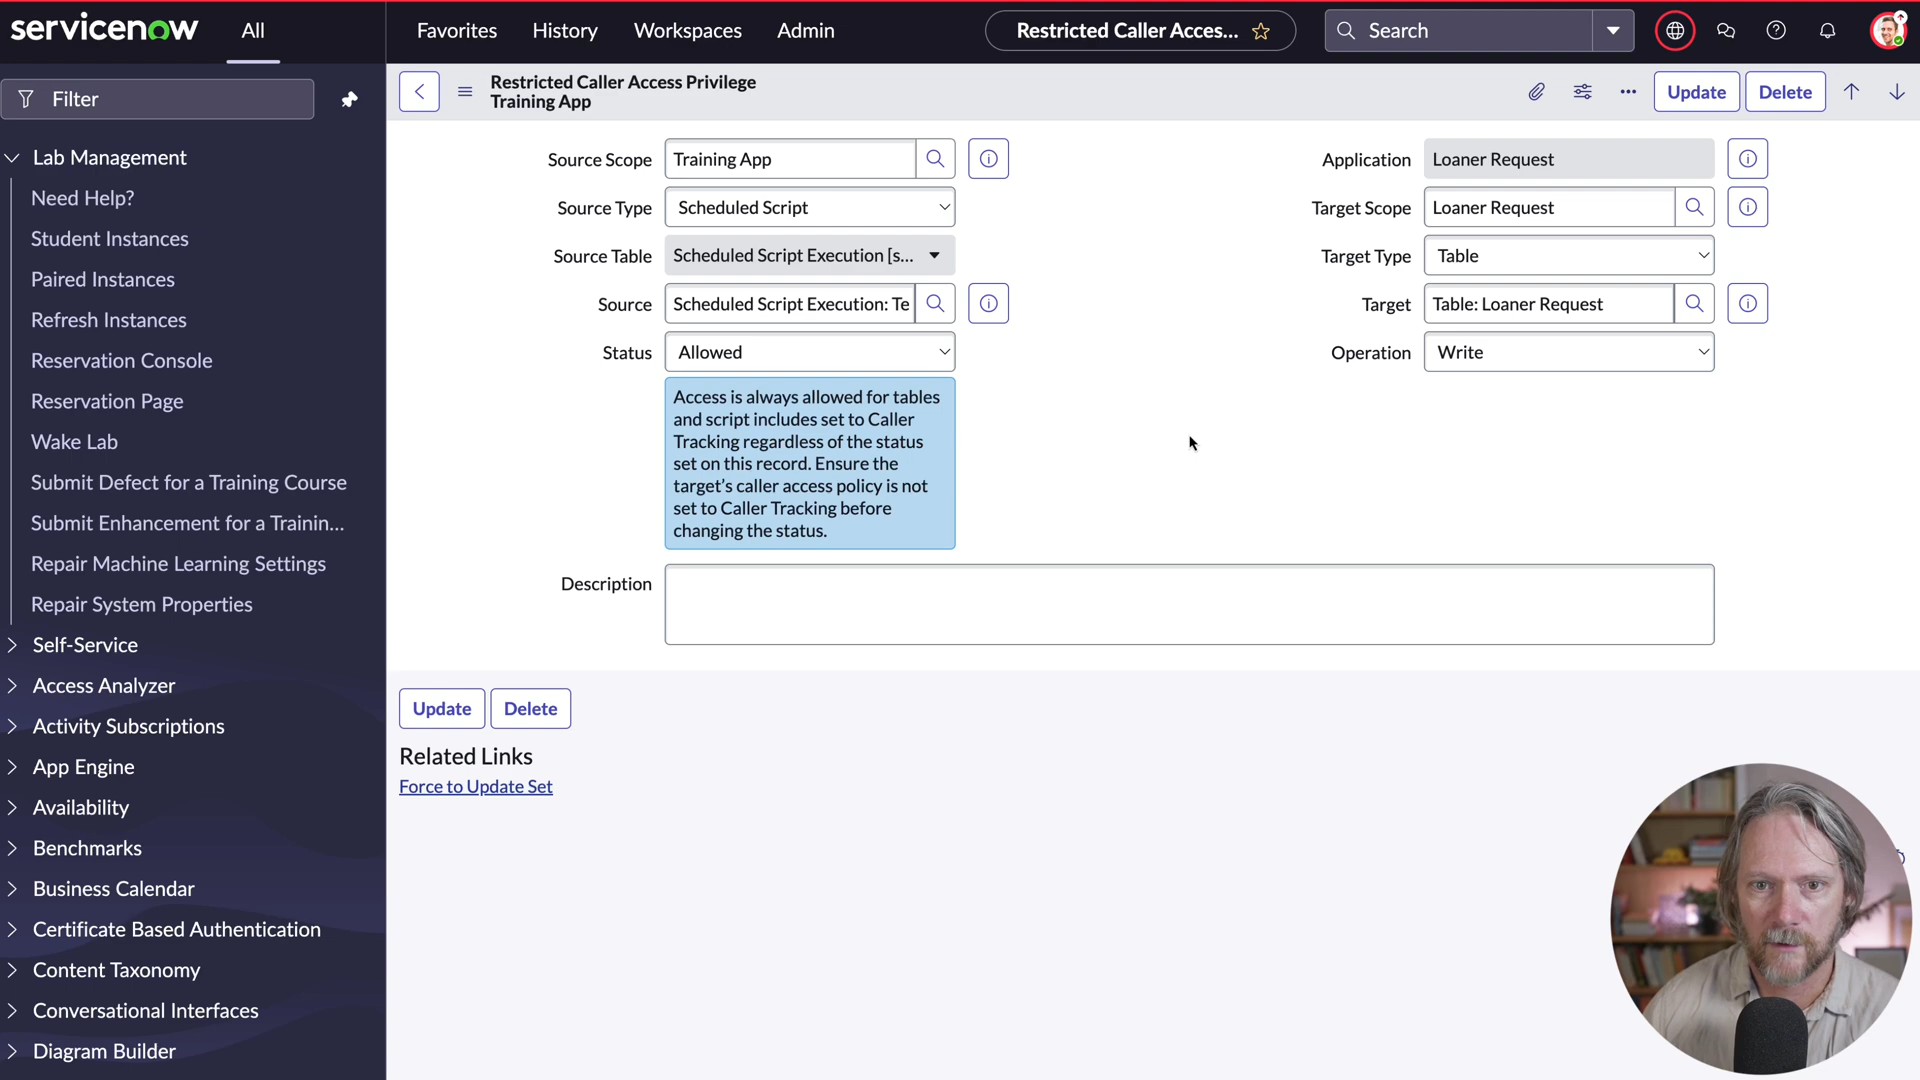 servicenow
All
Favorites
History
Workspaces
Admin
Restricted Caller Acces...
Search
Filter
Restricted Caller Access Privilege
Training App
Update
Delete
Lab Management
Need Help?
Student Instances
Paired Instances
Refresh Instances
Reservation Console
Reservation Page
Wake Lab
Submit Defect for a Training Course
Submit Enhancement for a Trainin...
Repair Machine Learning Settings
Repair System Properties
Self-Service
Access Analyzer
Activity Subscriptions
App Engine
Availability
Benchmarks
Business Calendar
Certificate Based Authentication
Content Taxonomy
Conversational Interfaces
Diagram Builder
Source Scope
Training App
Source Type
Scheduled Script
Source Table
Scheduled Script Execution [s...
Source
Scheduled Script Execution: Te
Status
Allowed
Access is always allowed for tables
and script includes set to Caller
Tracking regardless of the status
set on this record. Ensure the
target's caller access policy is not
set to Caller Tracking before
changing the status.
Application
Loaner Request
Target Scope
Loaner Request
Target Type
Table
Target
Table: Loaner Request
Operation
Write
Description
Update
Delete
Related Links
Force to Update Set